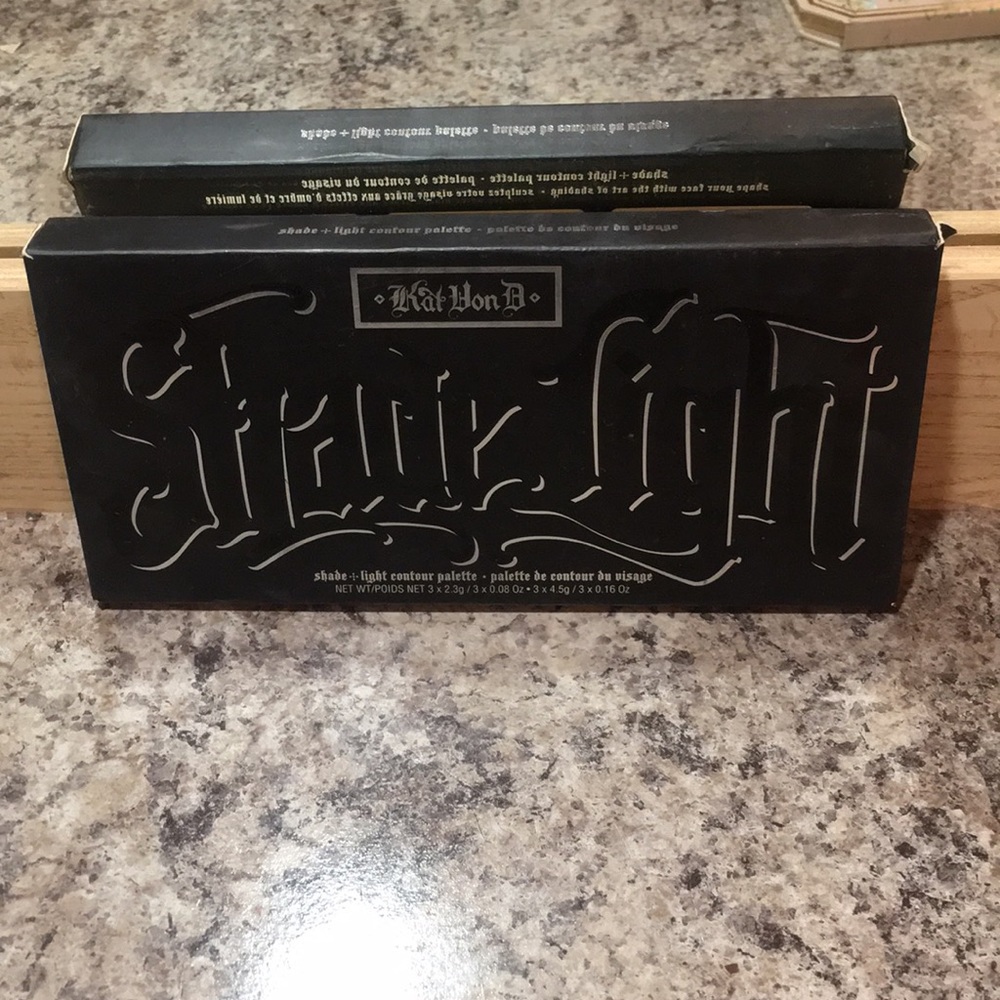 shade + light contour palette • palette de contour du visage
shade + light contour palette • palette de contour du visage
shape your face with the art of shading • sculptez votre visage grâce aux effets d'ombre et de lumière
shade + light contour palette • palette de contour du visage
Kat Von D
Shade Light
shade + light contour palette • palette de contour du visage
NET WT/POIDS NET 3 x 2.3g / 3 x 0.08 Oz • 3 x 4.5g / 3 x 0.16 Oz